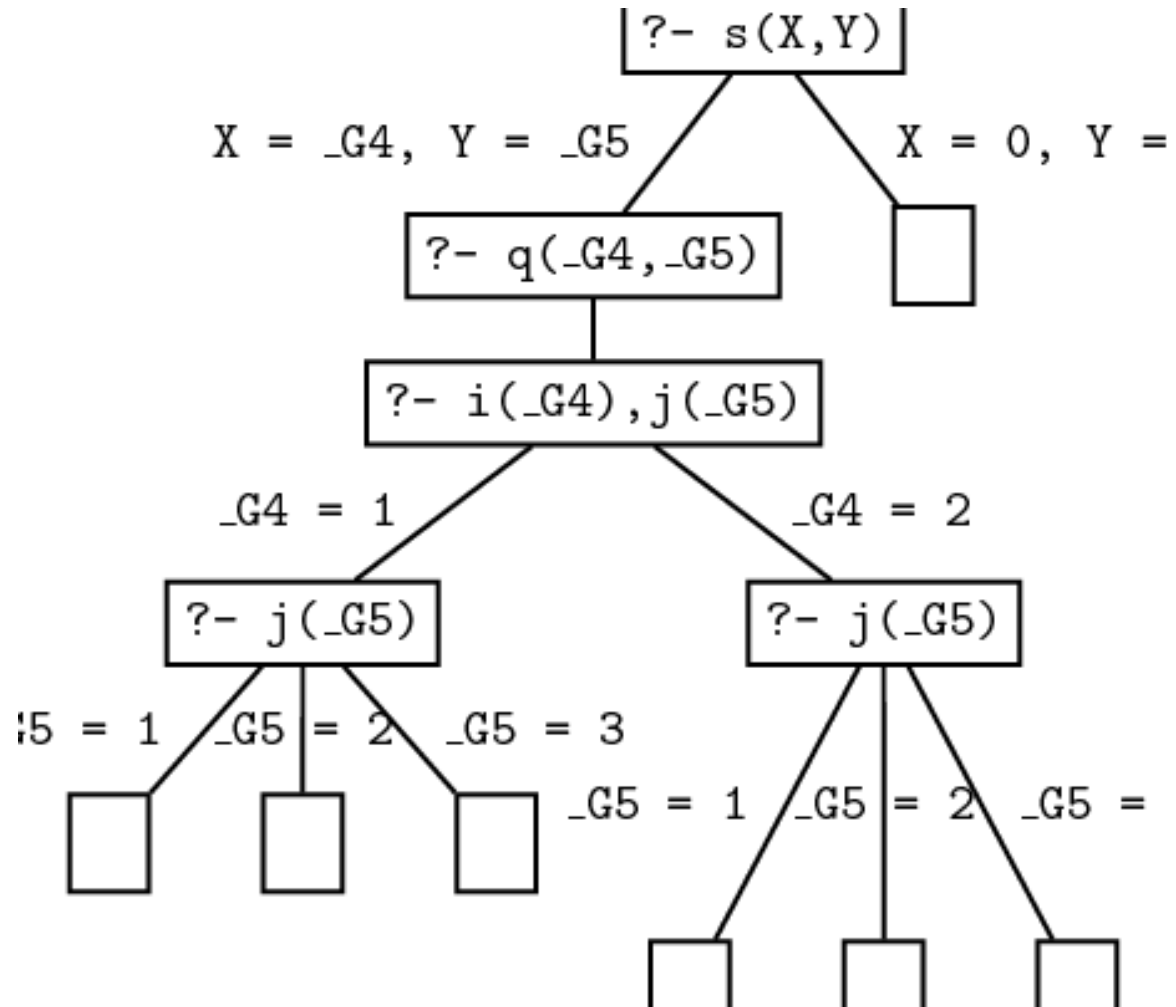 ?- s(X,Y)
X = _G4, Y = _G5
X = 0, Y =
?- q(_G4,_G5)
?- i(_G4),j(_G5)
_G4 = 1
_G4 = 2
?- j(_G5)
?- j(_G5)
G5 = 1
_G5 = 2
_G5 = 3
_G5 = 1
_G5 = 2
_G5 =